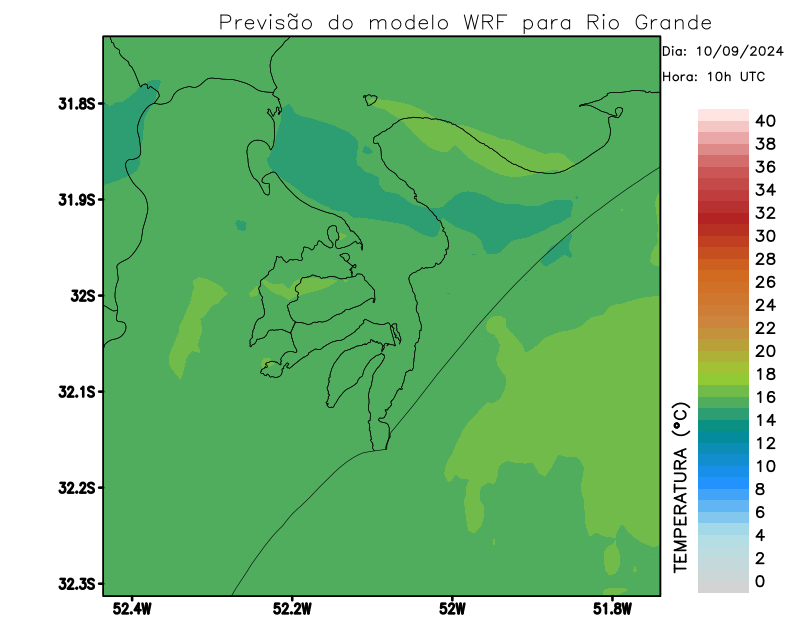 Previsão do modelo WRF para Rio Grande
Dia: 10/09/2024
Hora: 10h UTC
31.8S
31.9S
32S
32.1S
32.2S
32.3S
52.4W
52.2W
52W
51.8W
TEMPERATURA (°C)
40
38
36
34
32
30
28
26
24
22
20
18
16
14
12
10
8
6
4
2
0